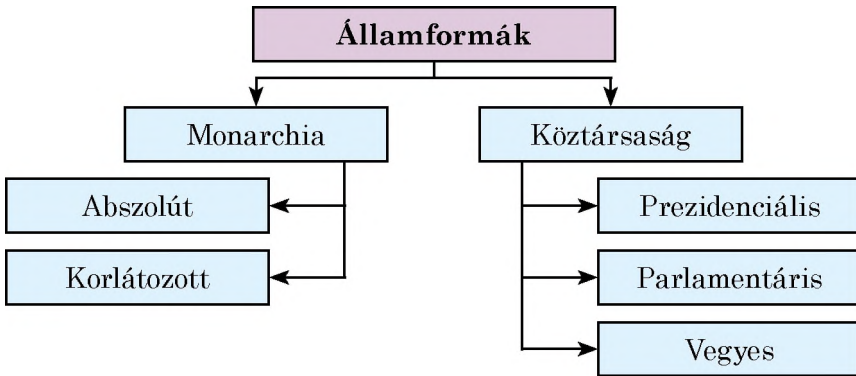 Államformák
Monarchia
Köztársaság
Abszolút
Korlátozott
Prezidenciális
Parlamentáris
Vegyes